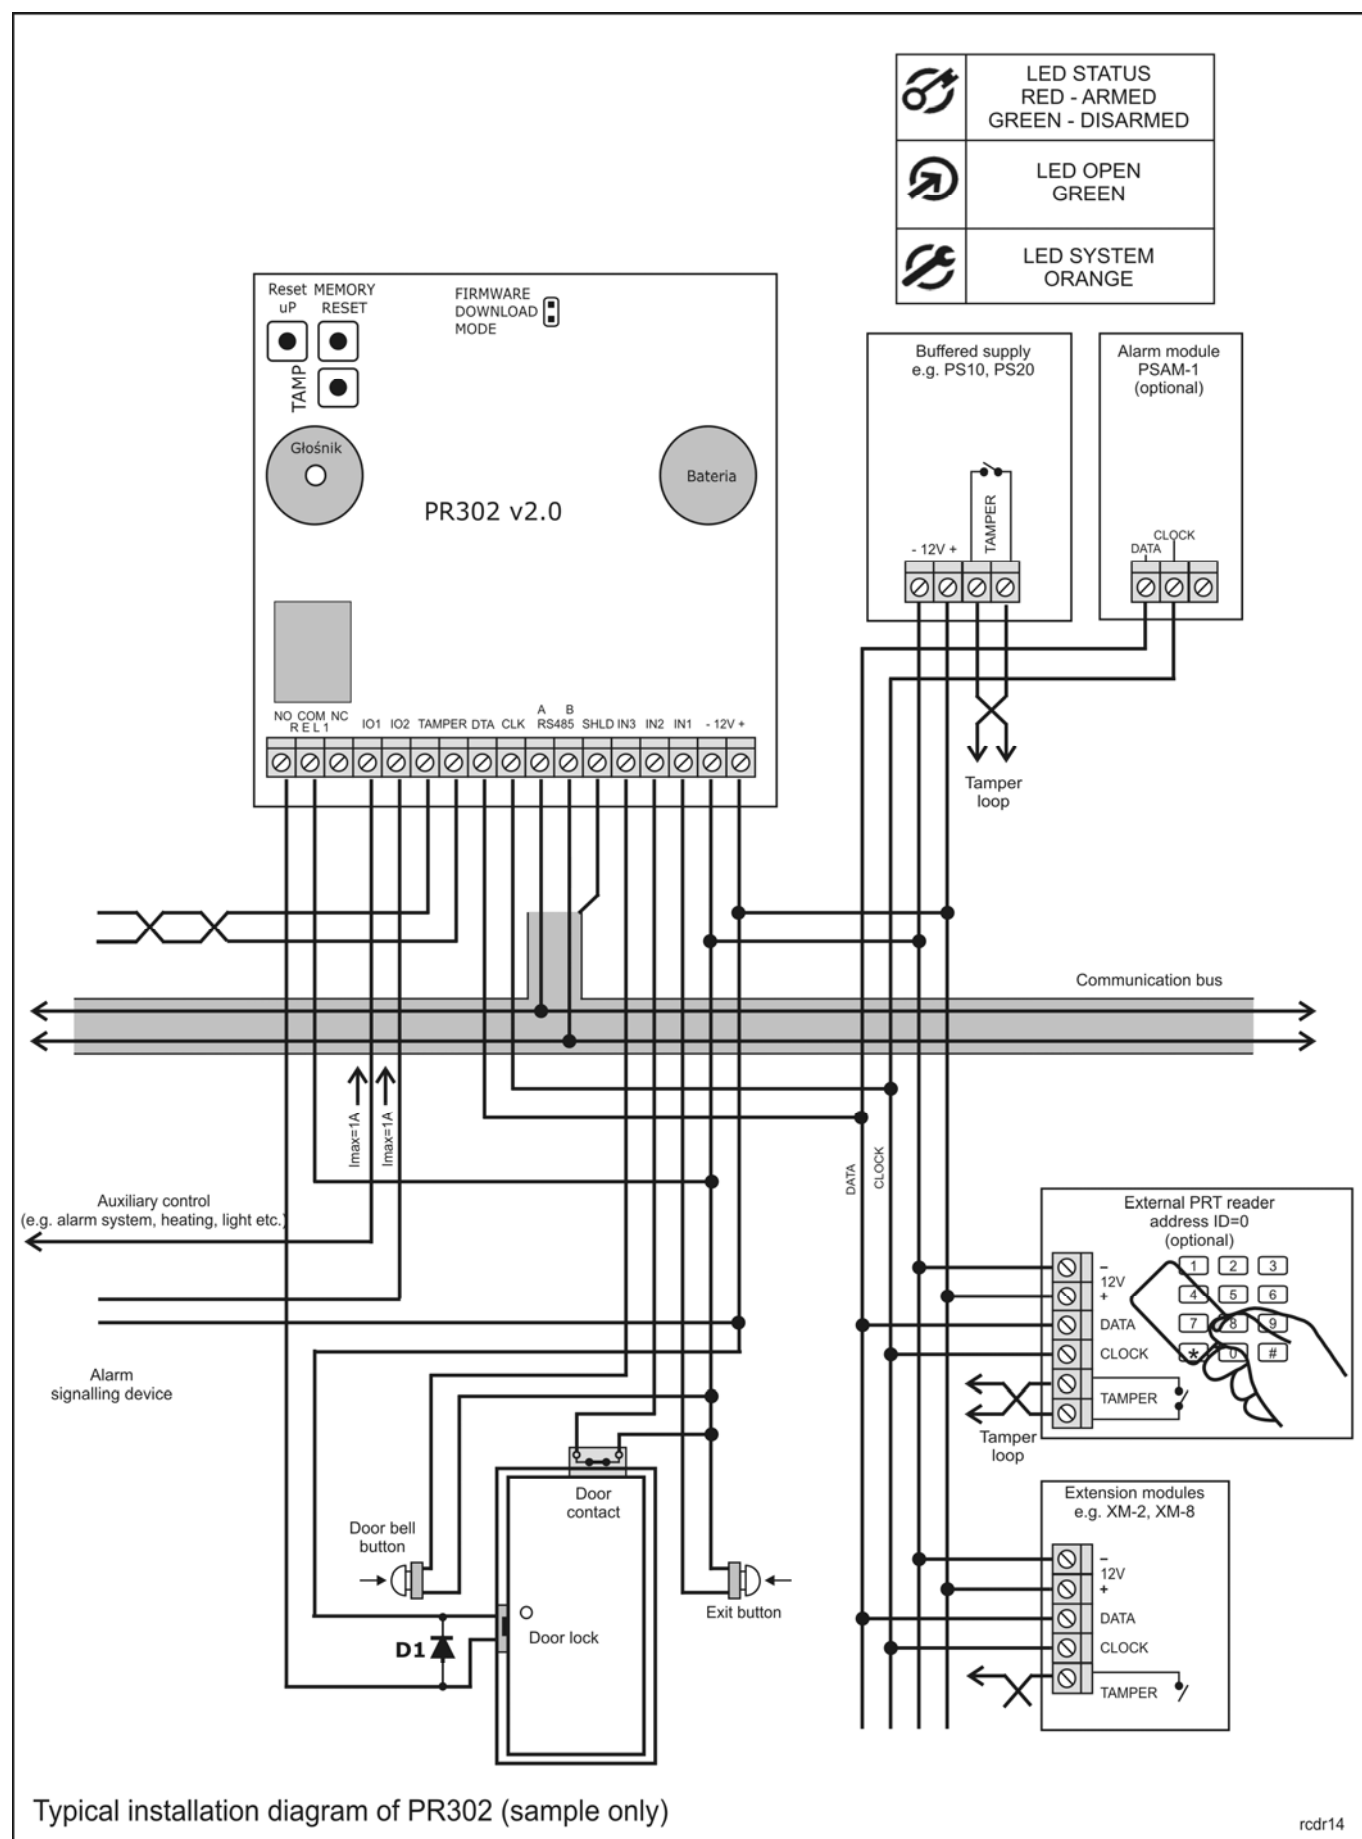 LED STATUS
RED - ARMED
GREEN - DISARMED
LED OPEN
GREEN
LED SYSTEM
ORANGE
Reset
uP
MEMORY
RESET
FIRMWARE
DOWNLOAD
MODE
TAMP
Głośnik
Bateria
PR302 v2.0
NO COM NC
REL1
IO1 IO2 TAMPER DTA CLK
A B
RS485
SHLD IN3 IN2 IN1 - 12V +
Buffered supply
e.g. PS10, PS20
TAMPER
- 12V +
Tamper
loop
Alarm module
PSAM-1
(optional)
CLOCK
DATA
Communication bus
Imax=1A
Imax=1A
DATA
CLOCK
Auxiliary control
(e.g. alarm system, heating, light etc.)
Alarm
signalling device
External PRT reader
address ID=0
(optional)
–
12V
+
DATA
CLOCK
TAMPER
1 2 3
4 5 6
7 8 9
* 0 #
Tamper
loop
Door
contact
Door bell
button
Exit button
Door lock
D1
Extension modules
e.g. XM-2, XM-8
–
12V
+
DATA
CLOCK
TAMPER
Typical installation diagram of PR302 (sample only)
rcdr14